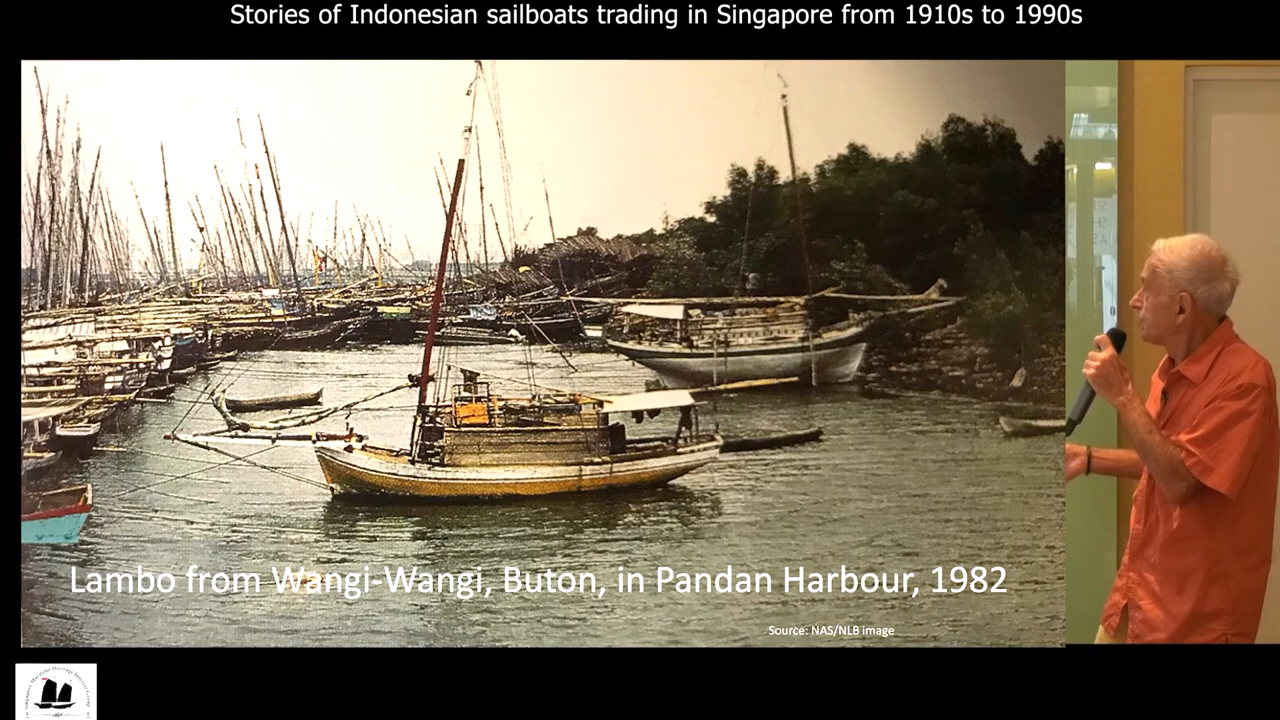 Stories of Indonesian sailboats trading in Singapore from 1910s to 1990s
Lambo from Wangi-Wangi, Buton, in Pandan Harbour, 1982
Source: NAS/NLB image